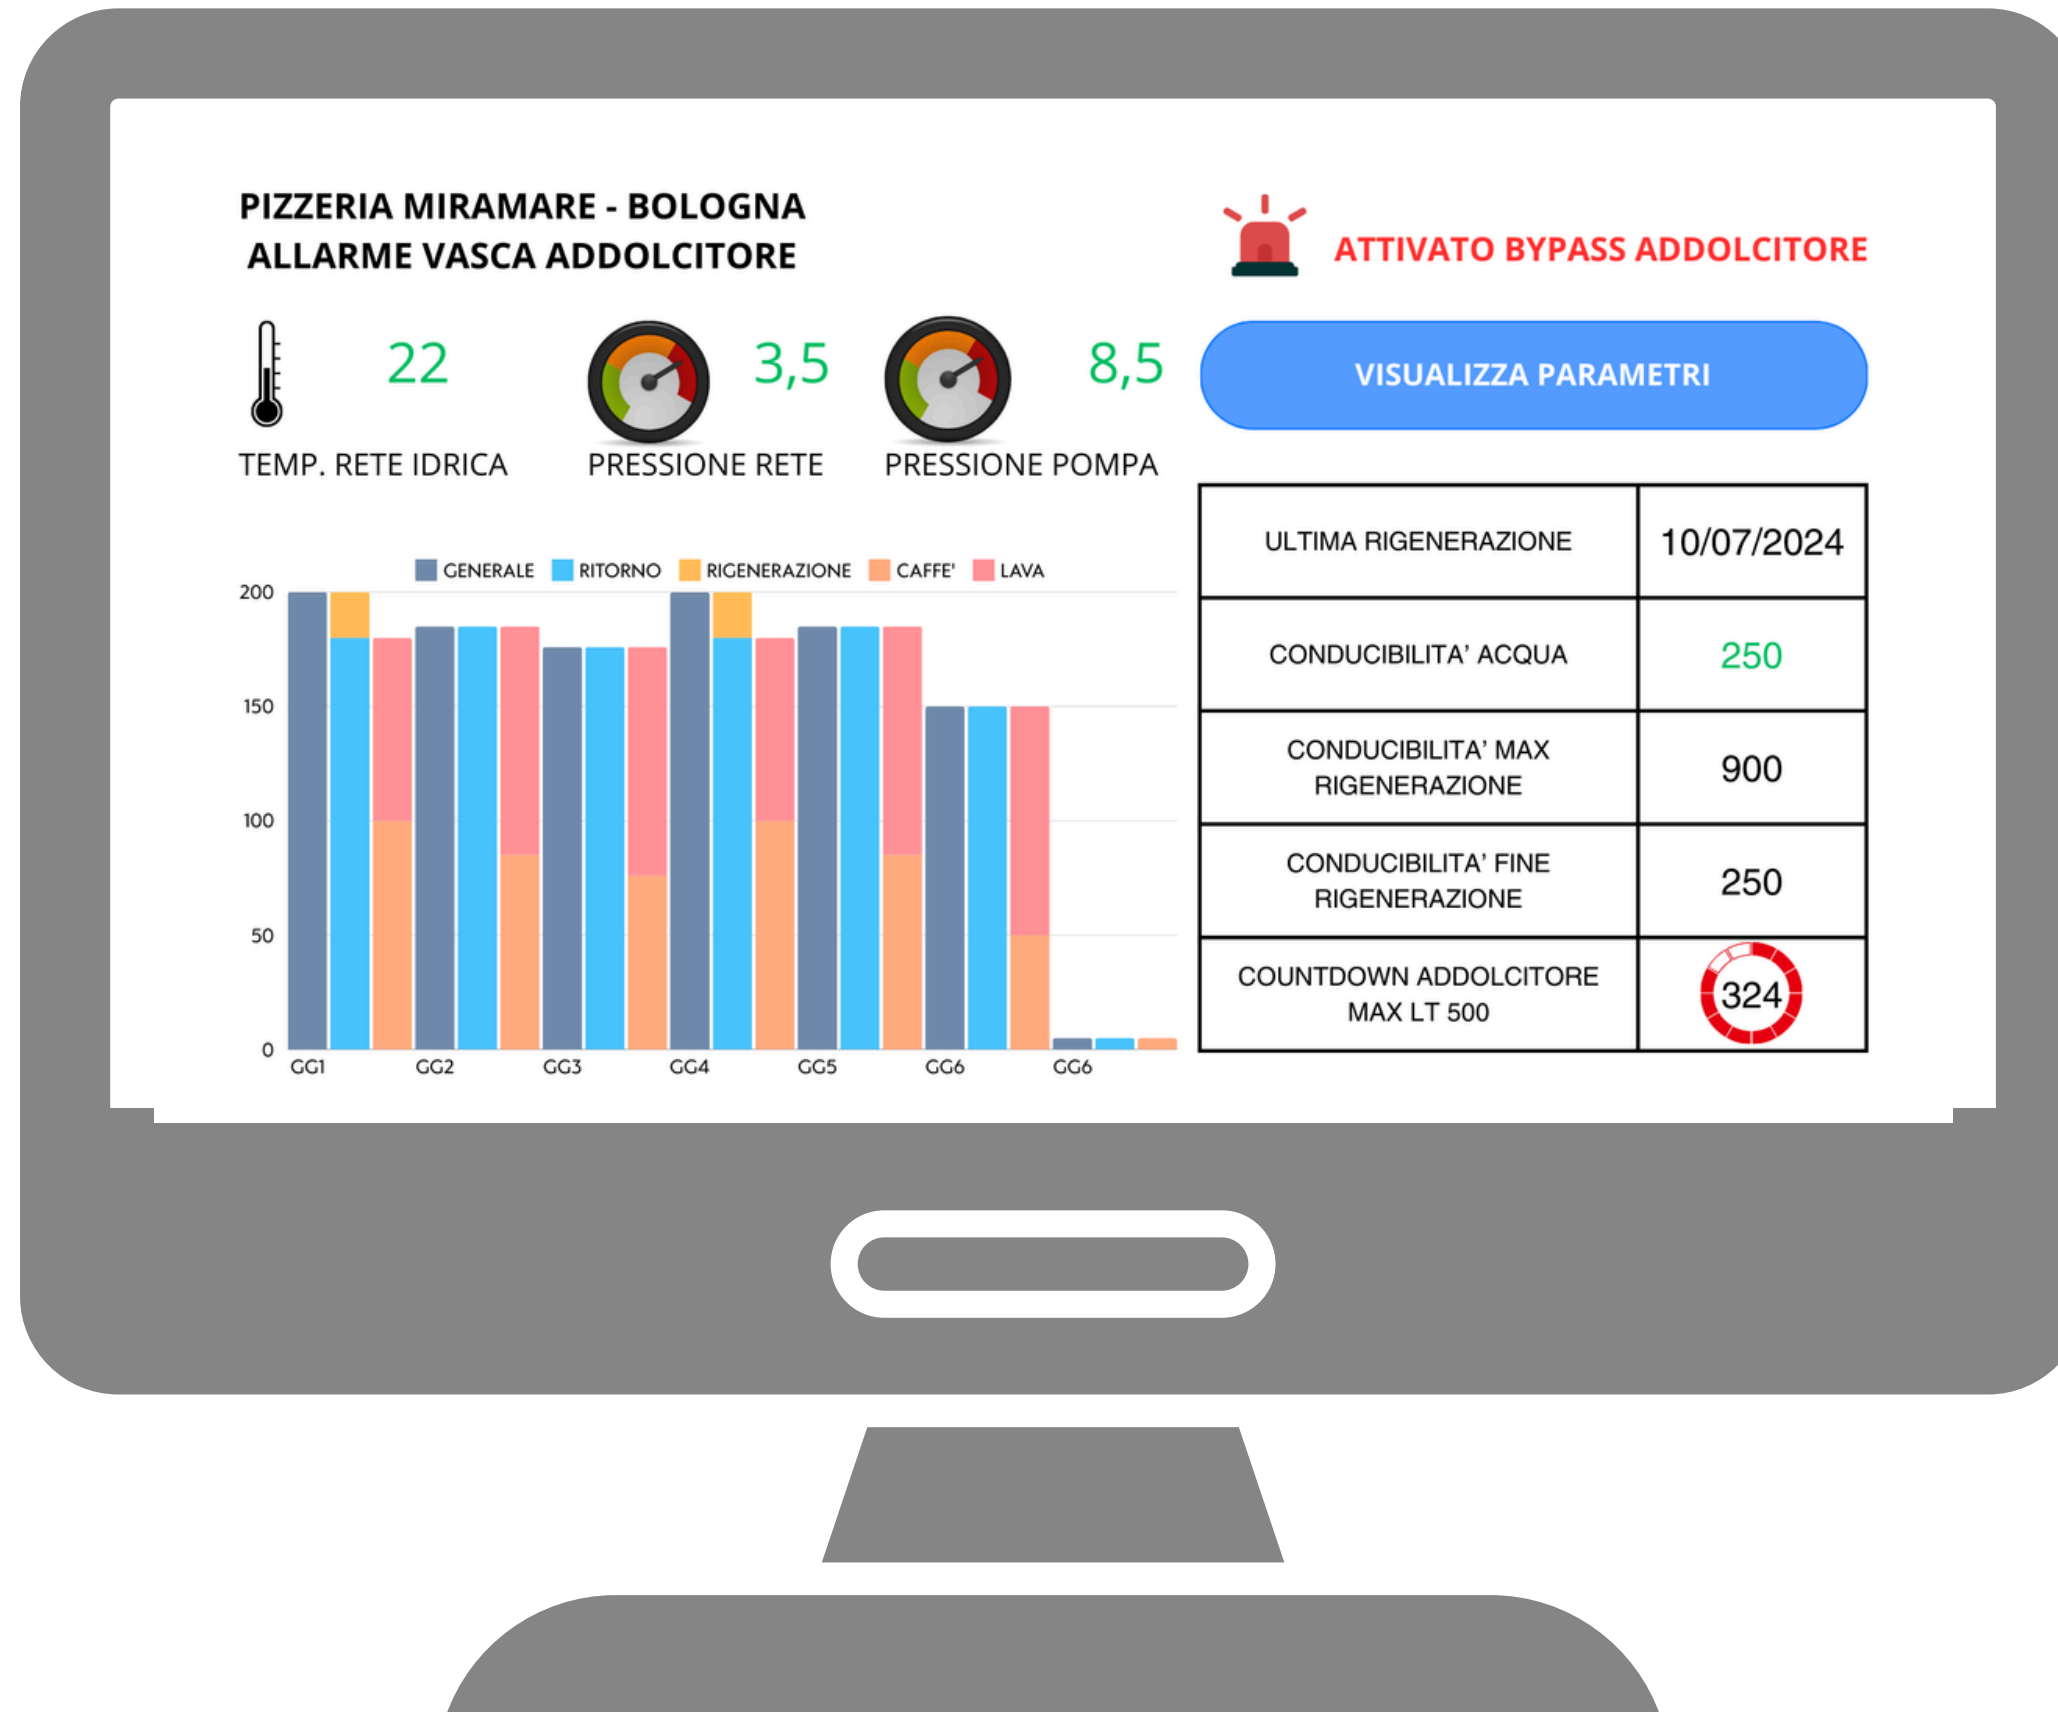 PIZZERIA MIRAMARE - BOLOGNA
ALLARME VASCA ADDOLCITORE
ATTIVATO BYPASS ADDOLCITORE
22
3,5
8,5
VISUALIZZA PARAMETRI
TEMP. RETE IDRICA
PRESSIONE RETE
PRESSIONE POMPA
GENERALE RITORNO RIGENERAZIONE CAFFE' LAVA
200
150
100
50
0
GG1 GG2 GG3 GG4 GG5 GG6 GG6
ULTIMA RIGENERAZIONE 10/07/2024
CONDUCIBILITA’ ACQUA 250
CONDUCIBILITA’ MAX
RIGENERAZIONE
900
CONDUCIBILITA’ FINE
RIGENERAZIONE
250
COUNTDOWN ADDOLCITORE
MAX LT 500
324